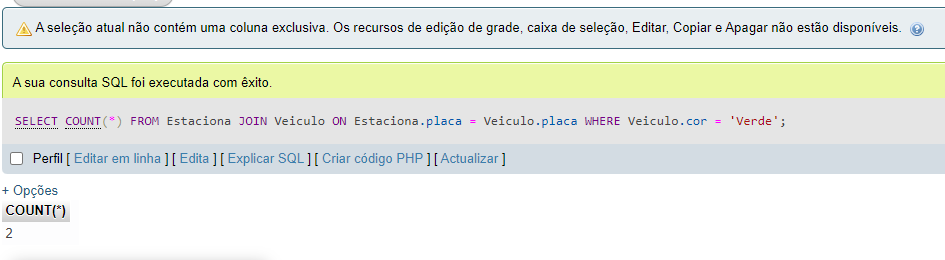 A seleção atual não contém uma coluna exclusiva. Os recursos de edição de grade, caixa de seleção, Editar, Copiar e Apagar não estão disponíveis.
A sua consulta SQL foi executada com êxito.
SELECT COUNT(*) FROM Estaciona JOIN Veiculo ON Estaciona.placa = Veiculo.placa WHERE Veiculo.cor = 'Verde';
Perfil [ Editar em linha ] [ Edita ] [ Explicar SQL ] [ Criar código PHP ] [ Actualizar ]
+ Opções
COUNT(*)
2